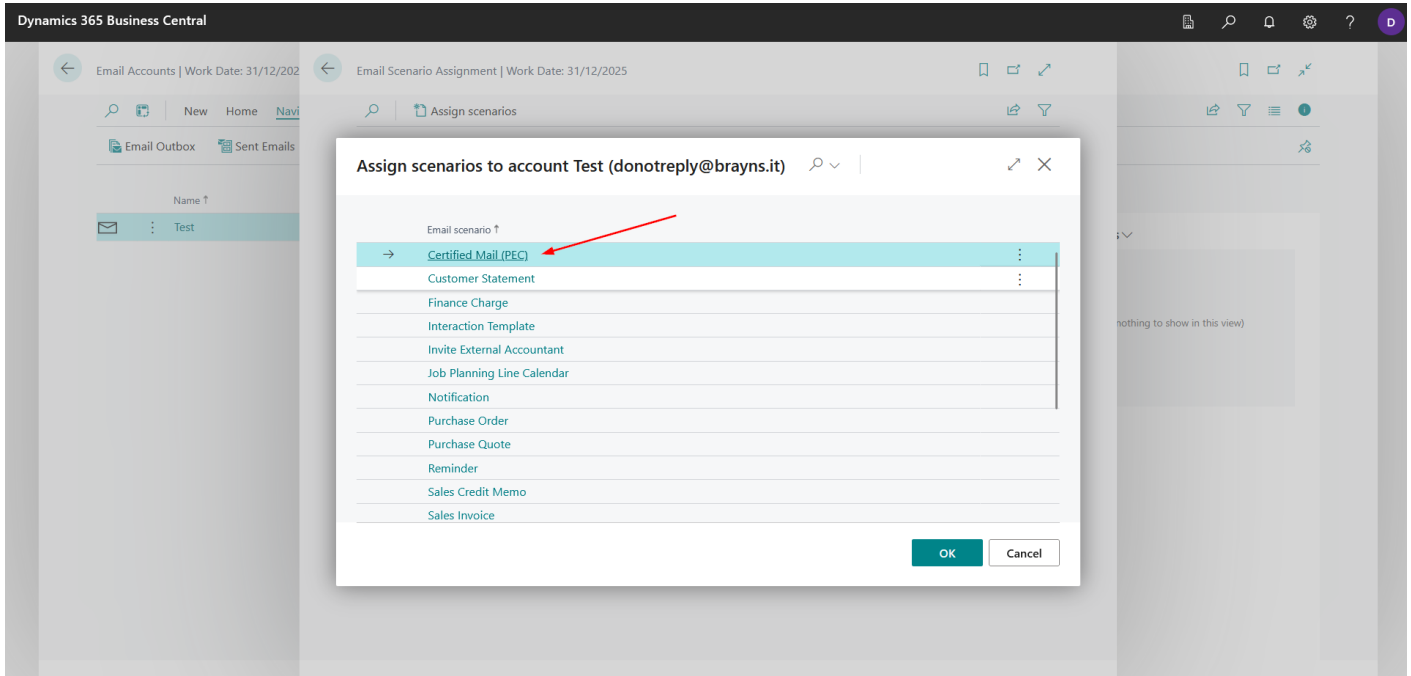 Dynamics 365 Business Central
D
Email Accounts | Work Date: 31/12/202
Email Scenario Assignment | Work Date: 31/12/2025
New Home Navi
Assign scenarios
Email Outbox Sent Emails
Assign scenarios to account Test (donotreply@brayns.it)
Name ↑
Test
Email scenario ↑
Certified Mail (PEC)
Customer Statement
Finance Charge
Interaction Template
nothing to show in this view)
Invite External Accountant
Job Planning Line Calendar
Notification
Purchase Order
Purchase Quote
Reminder
Sales Credit Memo
Sales Invoice
OK Cancel